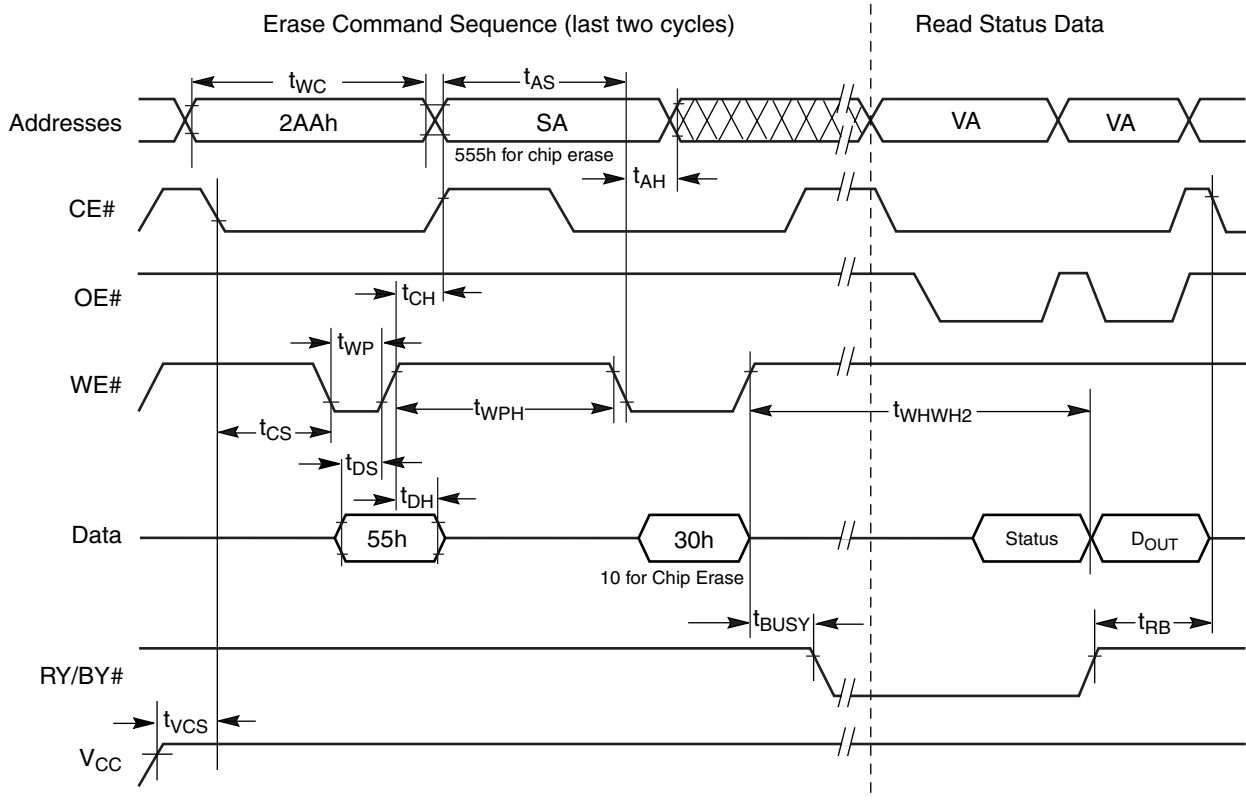 Erase Command Sequence (last two cycles)
Read Status Data
tWC
tAS
Addresses
2AAh
SA
VA
VA
555h for chip erase
tAH
CE#
OE#
tCH
tWP
WE#
tWPH
tWHWH2
tCS
tDS
tDH
Data
55h
30h
Status
DOUT
10 for Chip Erase
tBUSY
tRB
RY/BY#
tVCS
VCC